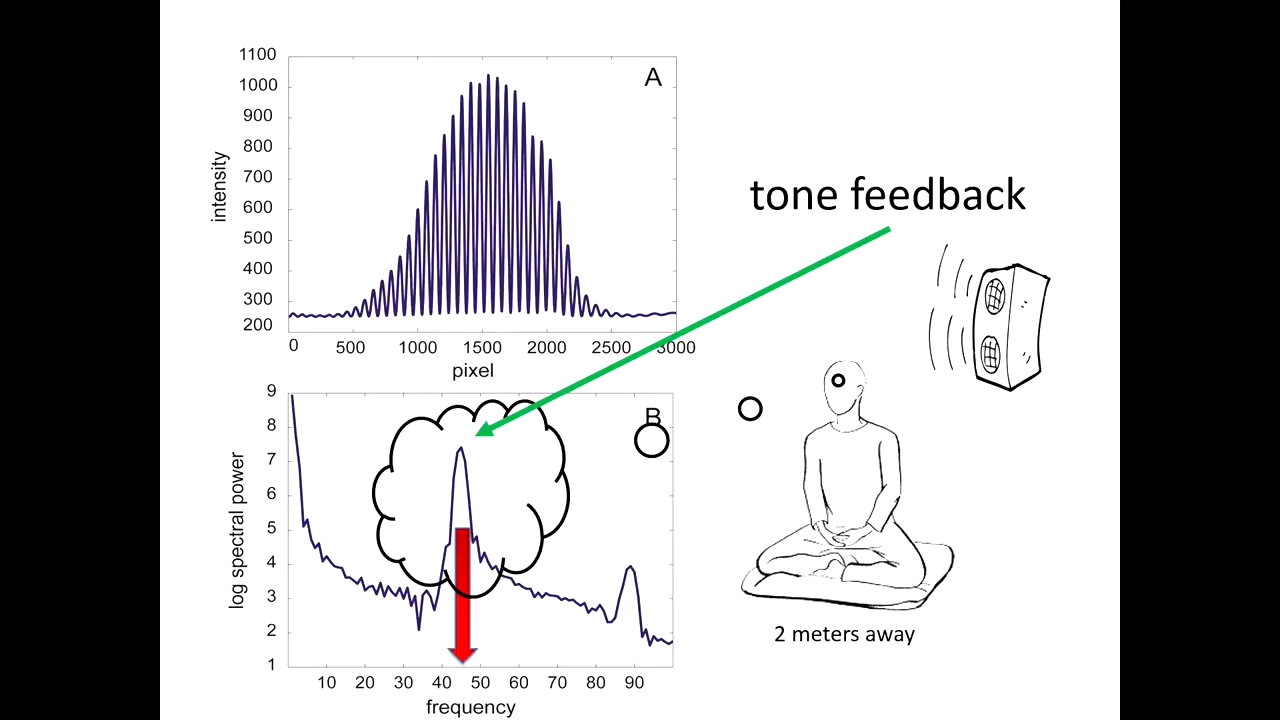 1100
1000
900
800
700
600
500
400
300
200
intensity
A
0 500 1000 1500 2000 2500 3000
pixel
tone feedback
9
8
7
6
5
4
3
2
1
log spectral power
B
10 20 30 40 50 60 70 80 90
frequency
2 meters away